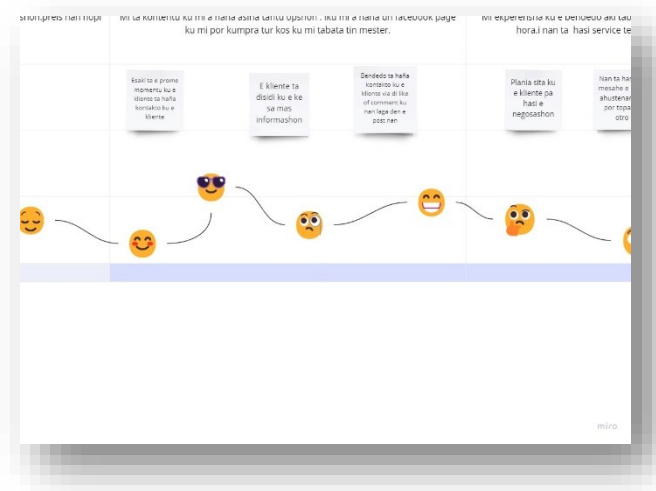 shon.preis nan nopi
Mi ta kontentu ku mi a haña asina tantu opshon . Iku mi a haña un facebook page
ku mi por kumpra tur kos ku mi tabata tin mester.
Mi ekperensha ku e bendedo aki tab
hora.i nan ta hasi service te
Esaki ta e prome
momentu ku e
kliente ta haña
kontakto ku e
kliente
E kliente ta
disidi ku e ke
sa mas
informashon
Bendedo ta haña
kontakto ku e
kliente via di like
of comment ku
nan laga den e
post nan
Plania sita ku
e kliente pa
hasi e
negosashon
Nan ta ha
mesahe e
ahustena
por topa
otro
miro